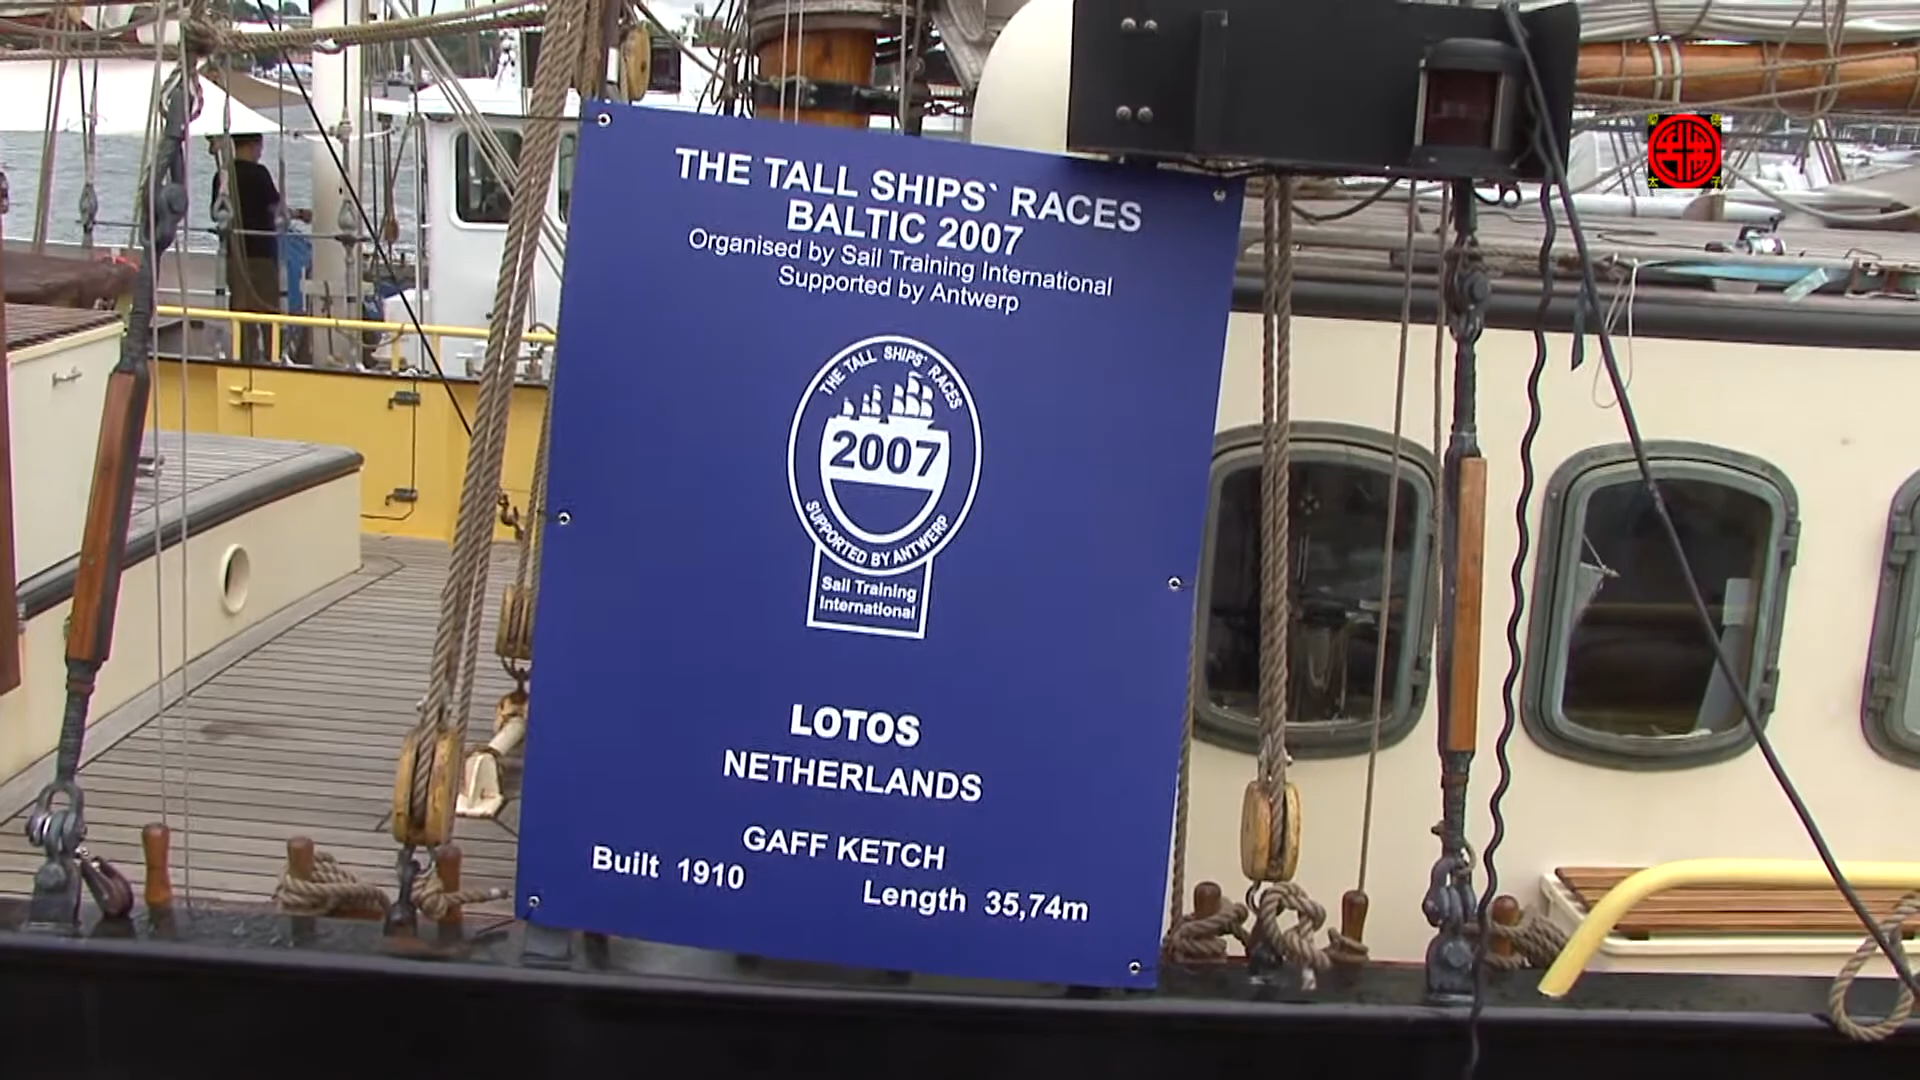 THE TALL SHIPS` RACES
BALTIC 2007
Organised by Sail Training International
Supported by Antwerp
THE TALL SHIPS` RACES
2007
SUPPORTED BY ANTWERP
Sail Training
International
LOTOS
NETHERLANDS
GAFF KETCH
Built 1910
Length 35,74m